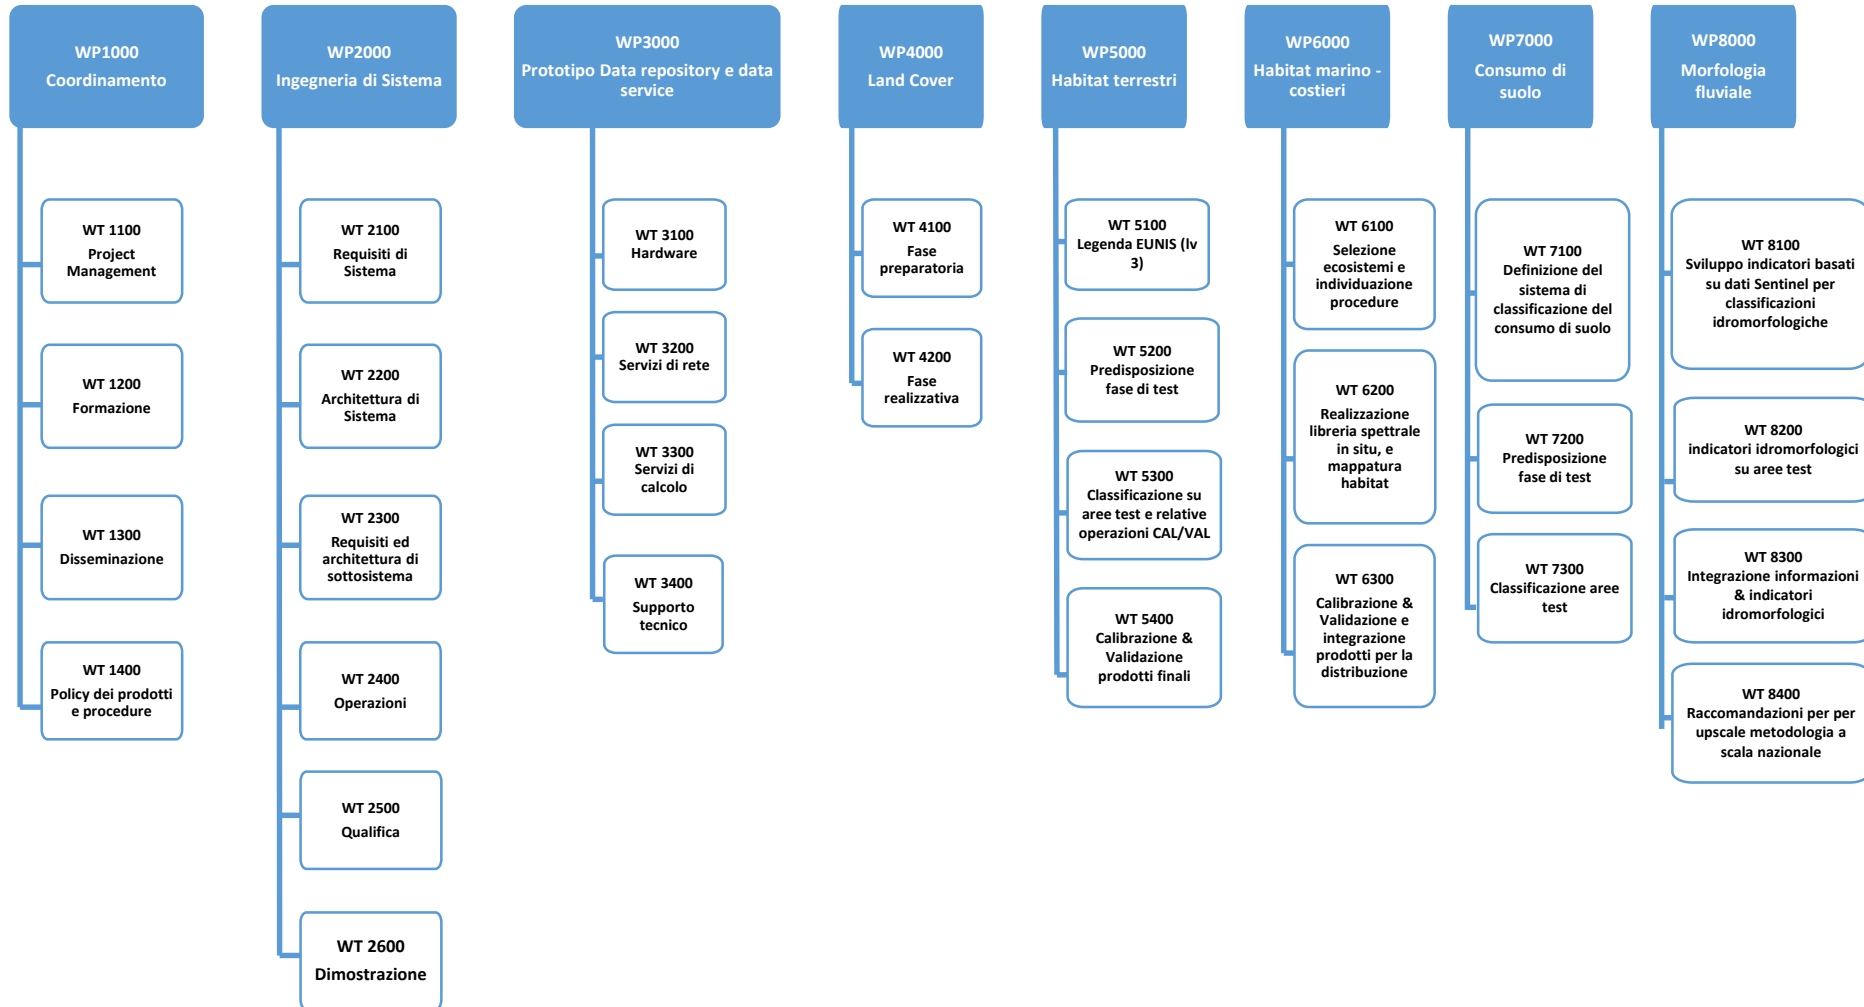 WP1000
Coordinamento
WT 1100
Project
Management
WT 1200
Formazione
WT 1300
Disseminazione
WT 1400
Policy dei prodotti
e procedure
WP2000
Ingegneria di Sistema
WT 2100
Requisiti di
Sistema
WT 2200
Architettura di
Sistema
WT 2300
Requisiti ed
architettura di
sottosistema
WT 2400
Operazioni
WT 2500
Qualifica
WT 2600
Dimostrazione
WP3000
Prototipo Data repository e data
service
WT 3100
Hardware
WT 3200
Servizi di rete
WT 3300
Servizi di
calcolo
WT 3400
Supporto
tecnico
WP4000
Land Cover
WT 4100
Fase
preparatoria
WT 4200
Fase
realizzativa
WP5000
Habitat terrestri
WT 5100
Legenda EUNIS (lv
3)
WT 5200
Predisposizione
fase di test
WT 5300
Classificazione su
aree test e relative
operazioni CAL/VAL
WT 5400
Calibrazione &
Validazione
prodotti finali
WP6000
Habitat marino -
costieri
WT 6100
Selezione
ecosistemi e
individuazione
procedure
WT 6200
Realizzazione
libreria spettrale
in situ, e
mappatura
habitat
WT 6300
Calibrazione &
Validazione e
integrazione
prodotti per la
distribuzione
WP7000
Consumo di
suolo
WT 7100
Definizione del
sistema di
classificazione del
consumo di suolo
WT 7200
Predisposizione
fase di test
WT 7300
Classificazione aree
test
WP8000
Morfologia
fluviale
WT 8100
Sviluppo indicatori basati
su dati Sentinel per
classificazioni
idromorfologiche
WT 8200
indicatori idromorfologici
su aree test
WT 8300
Integrazione informazioni
& indicatori
idromorfologici
WT 8400
Raccomandazioni per per
upscale metodologia a
scala nazionale